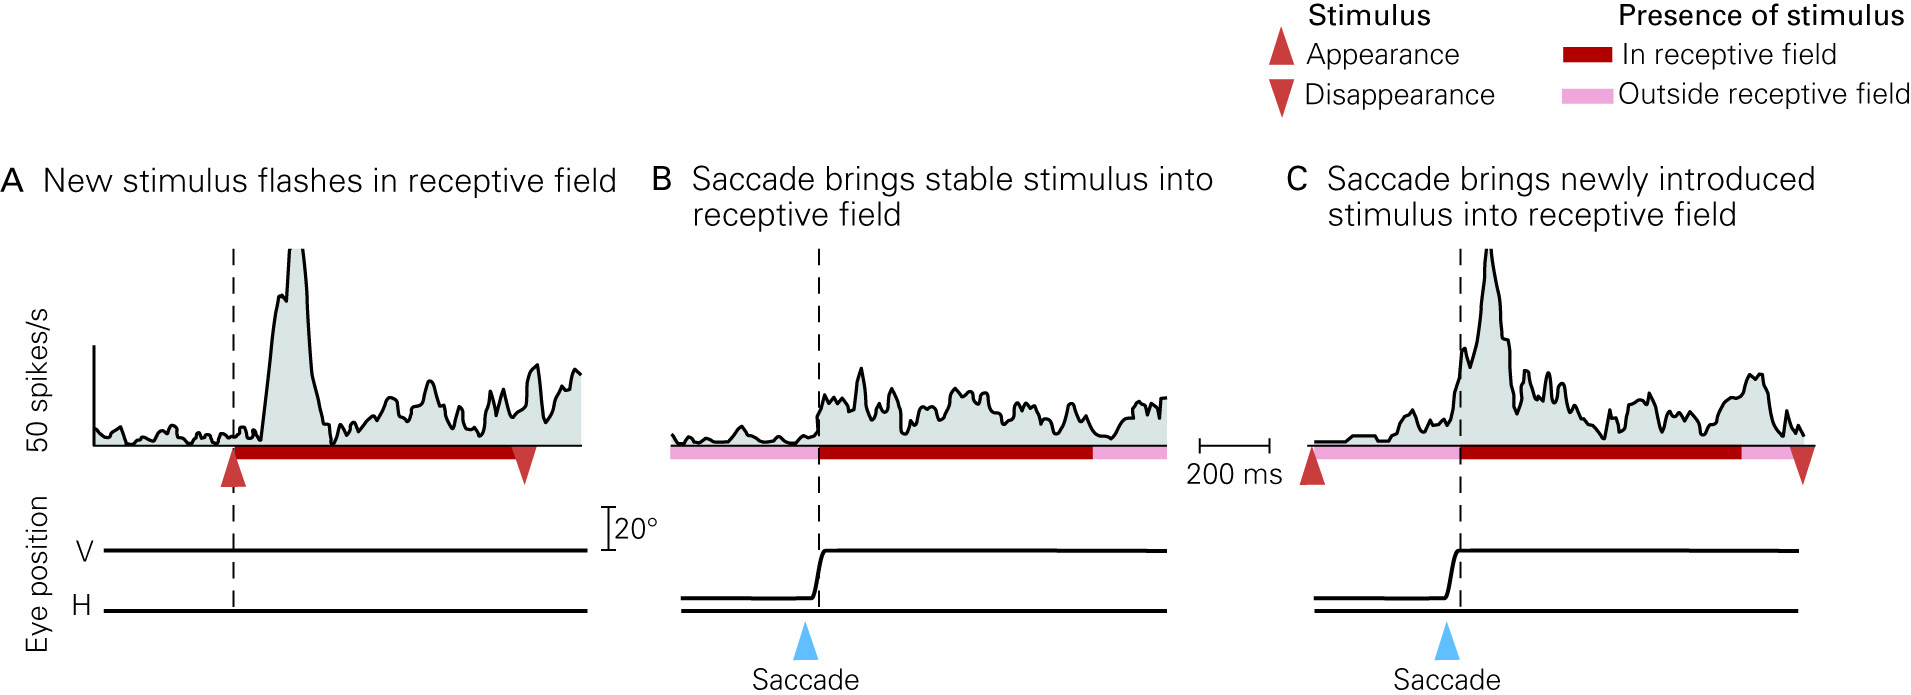 Stimulus
Appearance
Disappearance
Presence of stimulus
In receptive field
Outside receptive field
A New stimulus flashes in receptive field
B Saccade brings stable stimulus into
receptive field
C Saccade brings newly introduced
stimulus into receptive field
50 spikes/s
200 ms
Eye position
V
H
20°
Saccade
Saccade